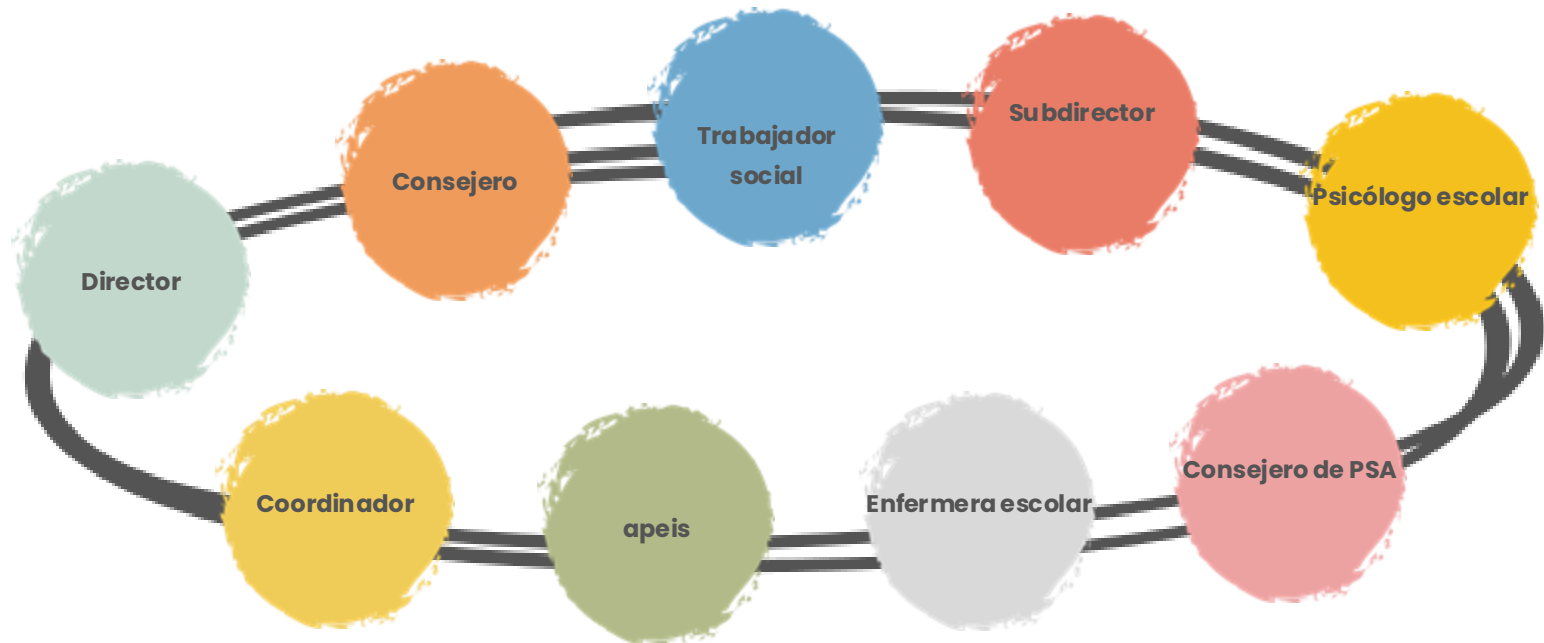 Director
Consejero
Trabajador
social
Subdirector
Psicólogo escolar
Coordinador
apeis
Enfermera escolar
Consejero de PSA